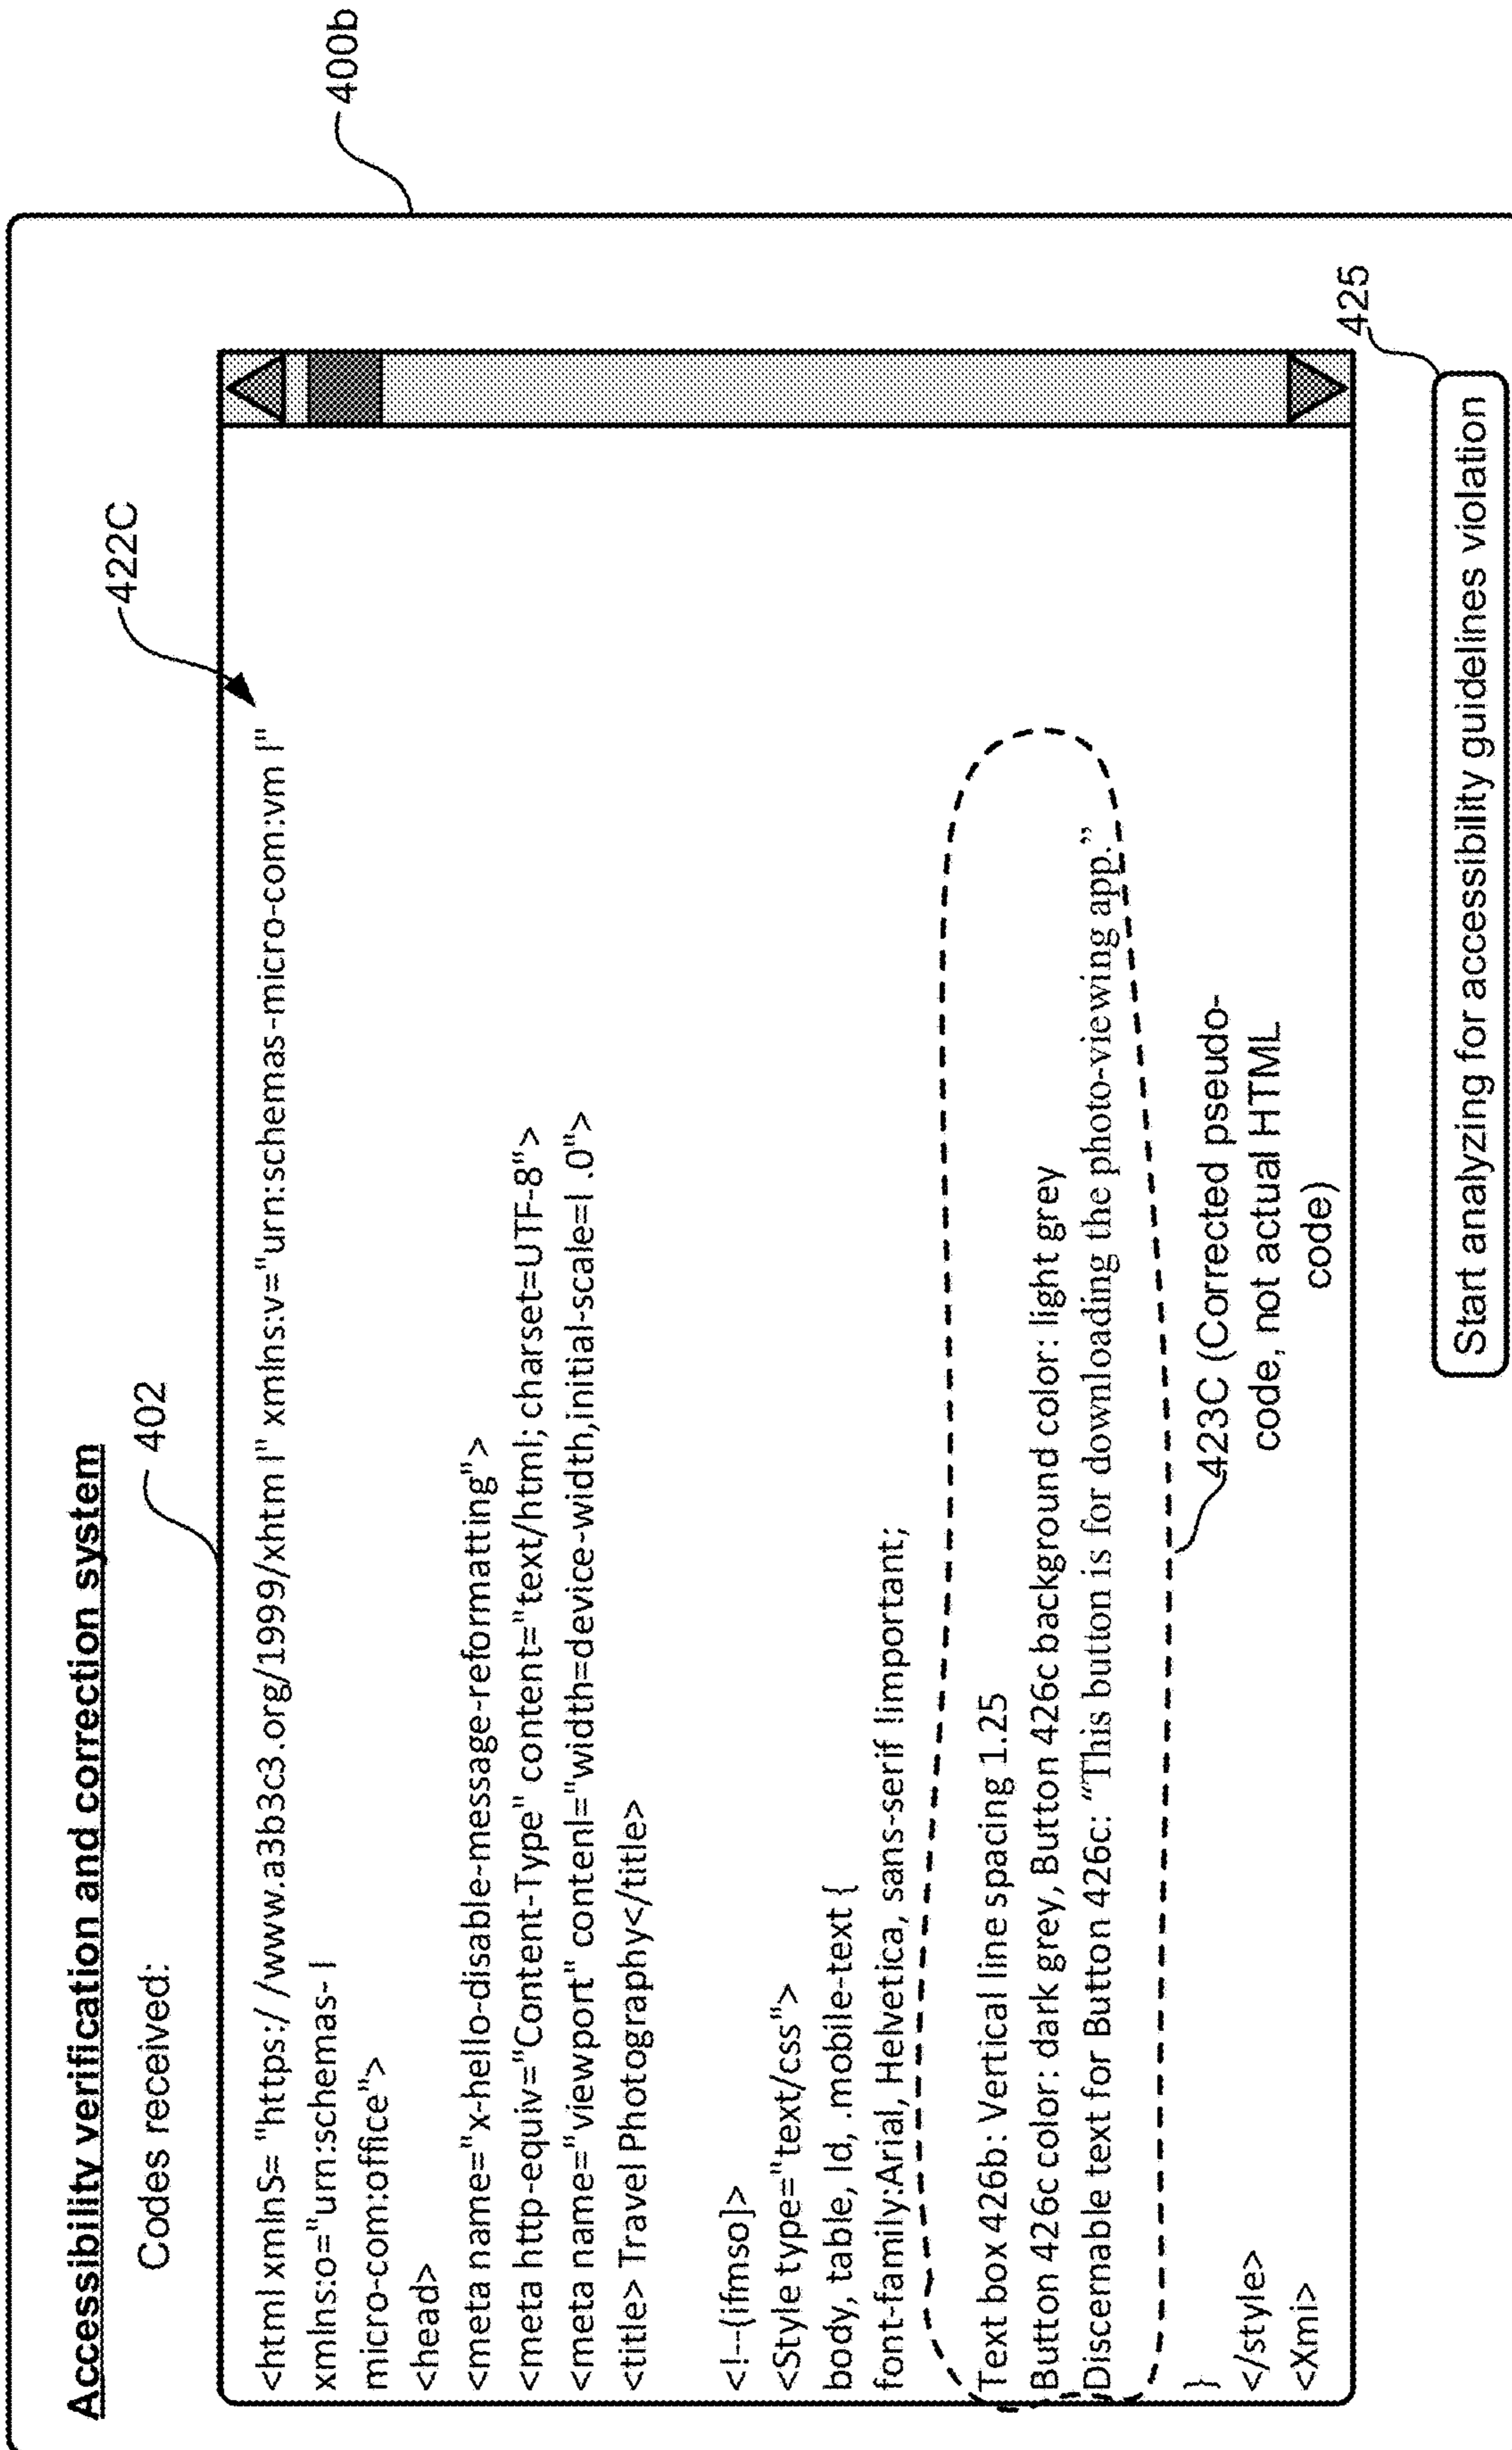 Accessibility verification and correction system
400b
Codes received:
402
422C
<html xmlnS= "https:/ /www.a3b3c3.org/1999/xhtm l" xmlns:v="urn:schemas-micro-com:vm l"
xmlns:o="urn:schemas- l
micro-com:office">
<head>
<meta name="x-hello-disable-message-reformatting">
<meta http-equiv="Content-Type" content="text/html; charset=UTF-8">
<meta name="viewport" contenl="width=device-width,initial-scale=l .0">
<title> Travel Photography</title>
<!--{ifmso]>
<Style type="text/css">
body, table, ld, .mobile-text {
font-family:Arial, Helvetica, sans-serif !important;
Text box 426b: Vertical line spacing 1.25
Button 426c color: dark grey, Button 426c background color: light grey
Discernable text for Button 426c: “This button is for downloading the photo-viewing app.”
}
</style>
<Xmi>
423C (Corrected pseudo-
code, not actual HTML
code)
425
Start analyzing for accessibility guidelines violation